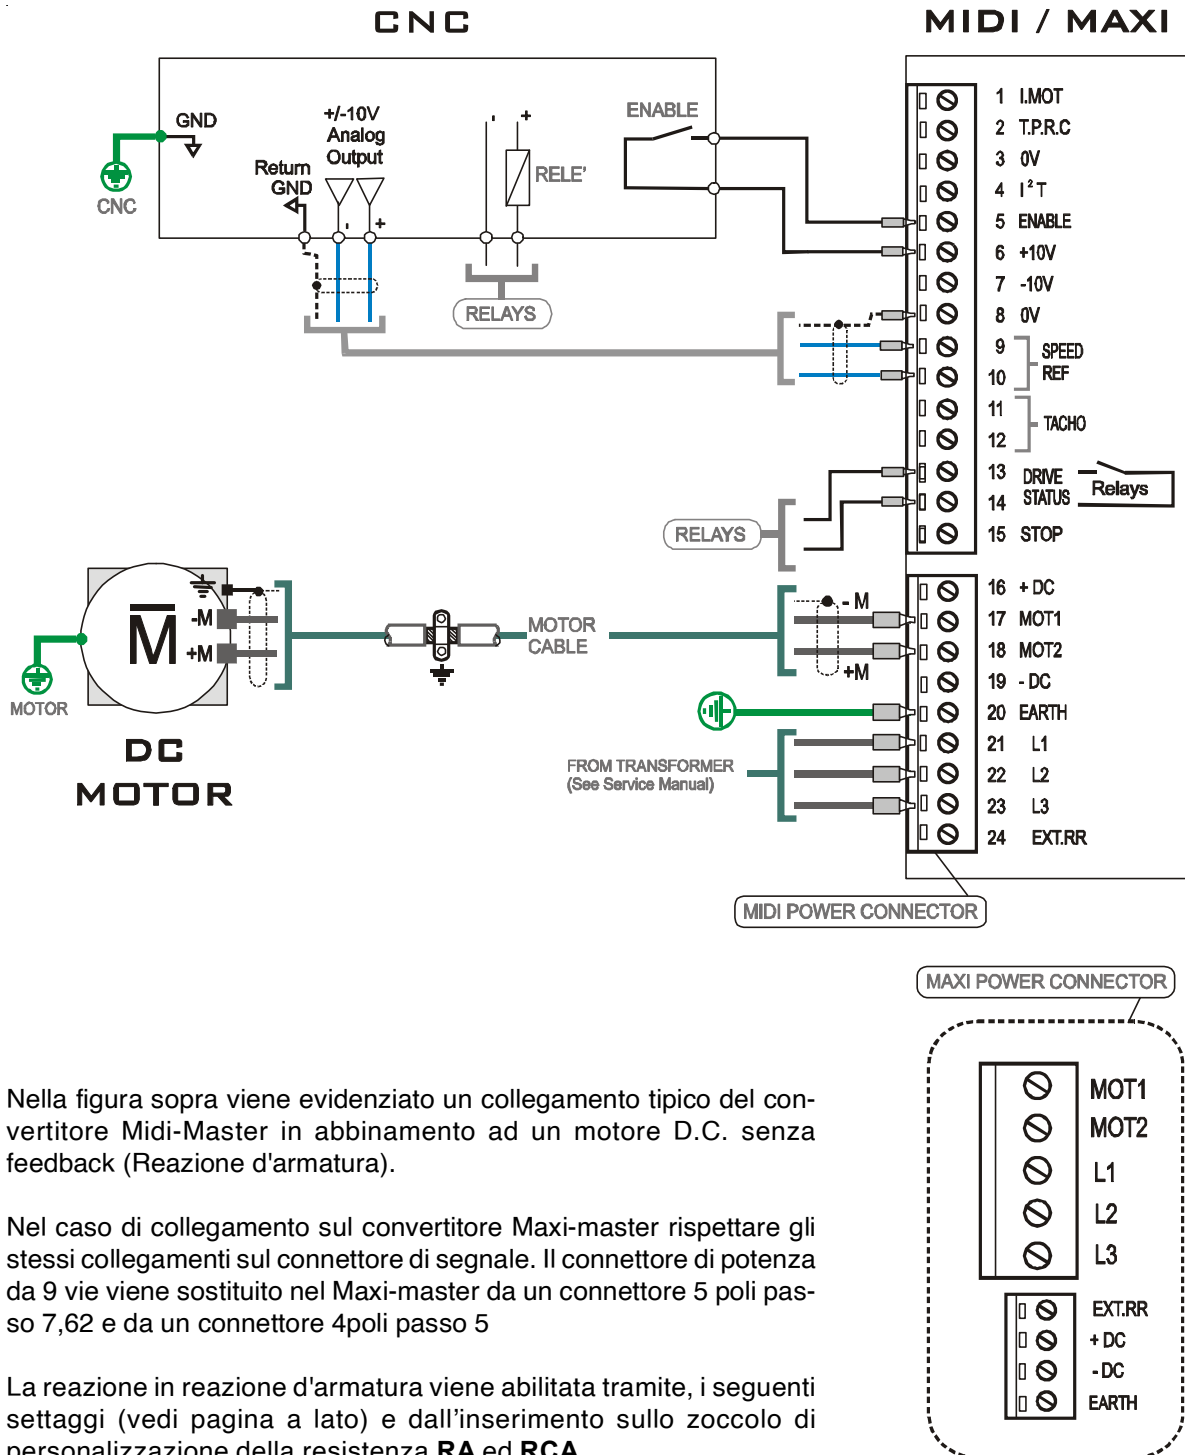 CNC
MIDI / MAXI
GND
+/-10V
Analog
Output
Return
GND
- +
RELE'
ENABLE
CNC
- +
RELAYS
1 I.MOT
2 T.P.R.C
3 0V
4 I²T
5 ENABLE
6 +10V
7 -10V
8 0V
9
10
SPEED
REF
11
12
TACHO
13
14
DRIVE
STATUS
Relays
15 STOP
RELAYS
16 + DC
17 MOT1
18 MOT2
19 - DC
20 EARTH
21 L1
22 L2
23 L3
24 EXT.RR
M
-M
+M
MOTOR
MOTOR
CABLE
- M
+M
DC
MOTOR
FROM TRANSFORMER
(See Service Manual)
MIDI POWER CONNECTOR
MAXI POWER CONNECTOR
MOT1
MOT2
L1
L2
L3
EXT.RR
+ DC
- DC
EARTH
Nella figura sopra viene evidenziato un collegamento tipico del con-
vertitore Midi-Master in abbinamento ad un motore D.C. senza
feedback (Reazione d'armatura).
Nel caso di collegamento sul convertitore Maxi-master rispettare gli
stessi collegamenti sul connettore di segnale. Il connettore di potenza
da 9 vie viene sostituito nel Maxi-master da un connettore 5 poli pas-
so 7,62 e da un connettore 4poli passo 5
La reazione in reazione d'armatura viene abilitata tramite, i seguenti
settaggi (vedi pagina a lato) e dall'inserimento sullo zoccolo di
personalizzazione della resistenza RA ed RCA